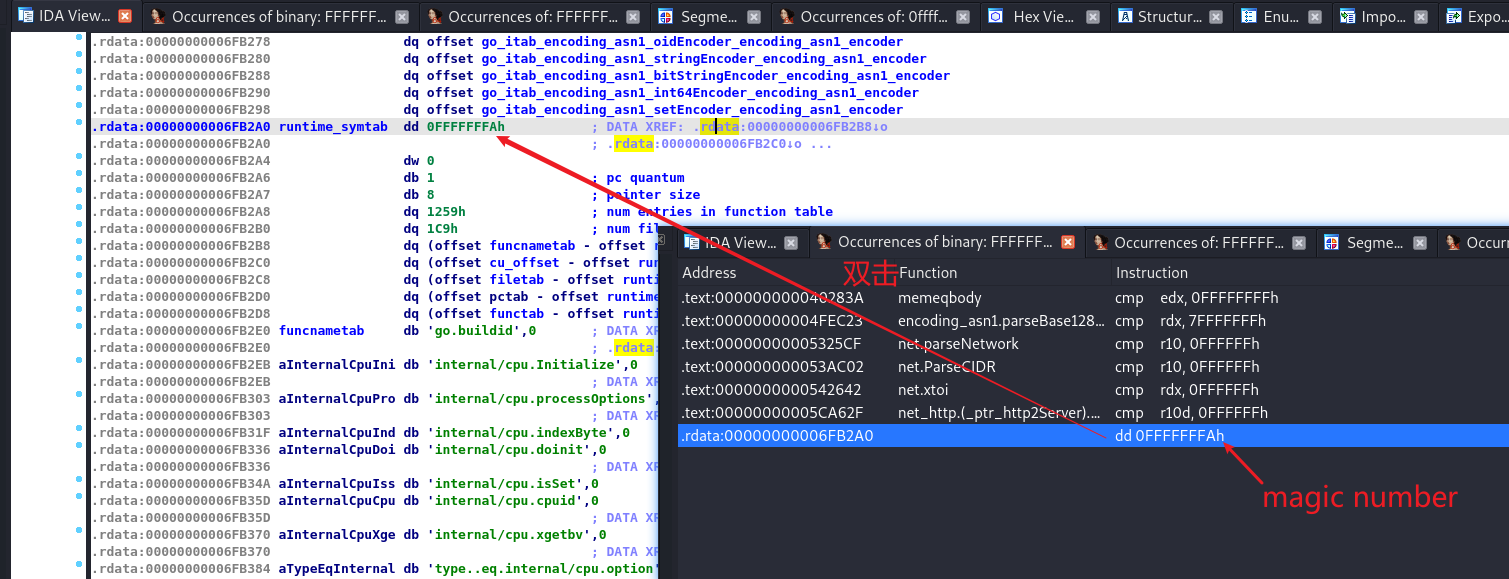 IDA View... Occurrences of binary: FFFFFF... Occurrences of: FFFFFF... Segme... Occurrences of: 0ffff... Hex Vie... Structur... Enu... Impo... Expo...
.rdata:00000000006FB278 dq offset go_itab_encoding_asn1_oidEncoder_encoding_asn1_encoder
.rdata:00000000006FB280 dq offset go_itab_encoding_asn1_stringEncoder_encoding_asn1_encoder
.rdata:00000000006FB288 dq offset go_itab_encoding_asn1_bitStringEncoder_encoding_asn1_encoder
.rdata:00000000006FB290 dq offset go_itab_encoding_asn1_int64Encoder_encoding_asn1_encoder
.rdata:00000000006FB298 dq offset go_itab_encoding_asn1_setEncoder_encoding_asn1_encoder
.rdata:00000000006FB2A0 runtime_symtab dd 0FFFFFFFAh ; DATA XREF: .rdata:00000000006FB2B8↓o
.rdata:00000000006FB2A0 ; .rdata:00000000006FB2C0↓o ...
.rdata:00000000006FB2A4 dw 0
.rdata:00000000006FB2A6 db 1 ; pc quantum
.rdata:00000000006FB2A7 db 8 ; pointer size
.rdata:00000000006FB2A8 dq 1259h ; num entries in function table
.rdata:00000000006FB2B0 dq 1C9h ; num fil
.rdata:00000000006FB2B8 dq (offset funcnametab - offset r
.rdata:00000000006FB2C0 dq (offset cu_offset - offset run
.rdata:00000000006FB2C8 dq (offset filetab - offset runti
.rdata:00000000006FB2D0 dq (offset pctab - offset runtime
.rdata:00000000006FB2D8 dq (offset functab - offset runti
.rdata:00000000006FB2E0 funcnametab db 'go.buildid',0 ; DATA XR
.rdata:00000000006FB2E0 ; .rdata:
.rdata:00000000006FB2EB aInternalCpuIni db 'internal/cpu.Initialize',0
.rdata:00000000006FB2EB ; DATA XR
.rdata:00000000006FB303 aInternalCpuPro db 'internal/cpu.processOptions',
.rdata:00000000006FB303 ; DATA XR
.rdata:00000000006FB31F aInternalCpuInd db 'internal/cpu.indexByte',0
.rdata:00000000006FB336 aInternalCpuDoi db 'internal/cpu.doinit',0
.rdata:00000000006FB336 ; DATA XR
.rdata:00000000006FB34A aInternalCpuIss db 'internal/cpu.isSet',0
.rdata:00000000006FB35D aInternalCpuCpu db 'internal/cpu.cpuid',0
.rdata:00000000006FB35D ; DATA XR
.rdata:00000000006FB370 aInternalCpuXge db 'internal/cpu.xgetbv',0
.rdata:00000000006FB370 ; DATA XR
.rdata:00000000006FB384 aTypeEqInternal db 'type..eq.internal/cpu.option'
IDA View... Occurrences of binary: FFFFFF... Occurrences of: FFFFFF... Segme... Occur
Address 双击 Function Instruction
.text:000000000040283A memeqbody cmp edx, 0FFFFFFFFh
.text:00000000004FEC23 encoding_asn1.parseBase128... cmp rdx, 7FFFFFFFh
.text:00000000005325CF net.parseNetwork cmp r10, 0FFFFFFh
.text:000000000053AC02 net.ParseCIDR cmp r10, 0FFFFFFh
.text:0000000000542642 net.xtoi cmp rdx, 0FFFFFFh
.text:00000000005CA62F net_http.(_ptr_http2Server).... cmp r10d, 0FFFFFFh
.rdata:00000000006FB2A0 dd 0FFFFFFFAh
magic number